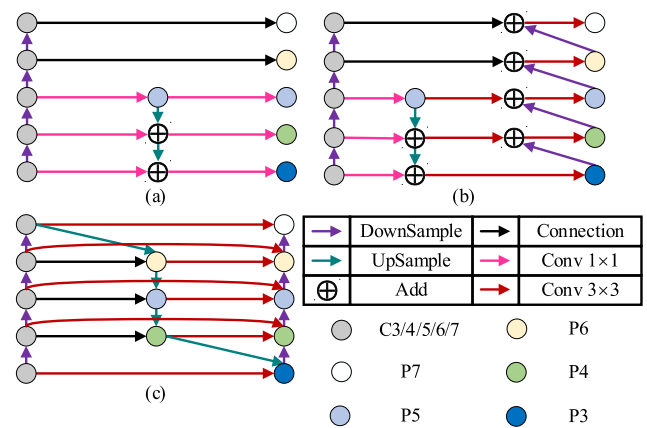 (a)
(b)
(c)
DownSample Connection
UpSample Conv 1×1
Add Conv 3×3
C3/4/5/6/7 P6
P7 P4
P5 P3